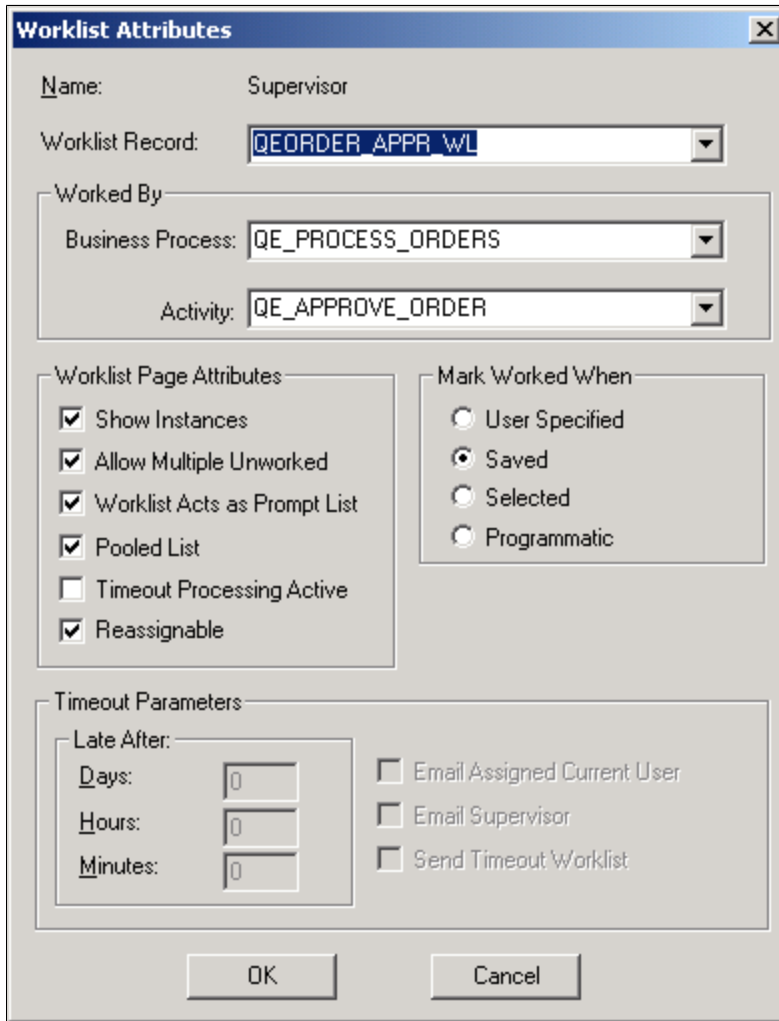 Worklist Attributes
Name: Supervisor
Worklist Record: QEORDER_APPR_WL
Worked By
Business Process: QE_PROCESS_ORDERS
Activity: QE_APPROVE_ORDER
Worklist Page Attributes
Show Instances
Allow Multiple Unworked
Worklist Acts as Prompt List
Pooled List
Timeout Processing Active
Reassignable
Mark Worked When
User Specified
Saved
Selected
Programmatic
Timeout Parameters
Late After:
Days: 0
Hours: 0
Minutes: 0
Email Assigned Current User
Email Supervisor
Send Timeout Worklist
OK
Cancel